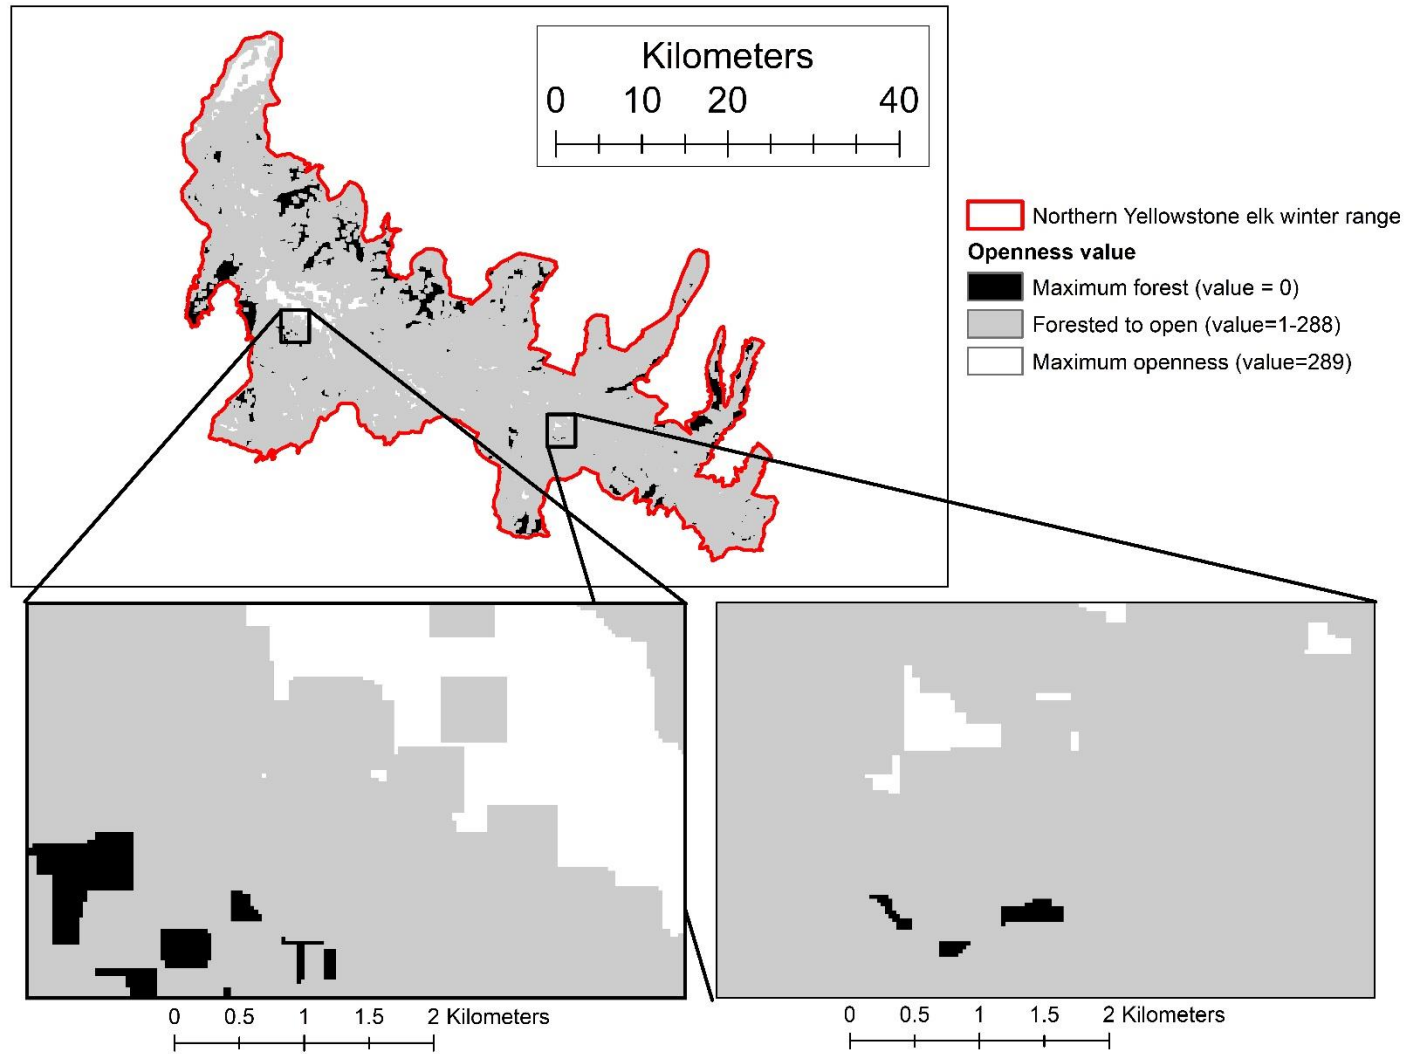 Kilometers
0 10 20 40
Northern Yellowstone elk winter range
Openness value
Maximum forest (value = 0)
Forested to open (value=1-288)
Maximum openness (value=289)
0 0.5 1 1.5 2 Kilometers
0 0.5 1 1.5 2 Kilometers